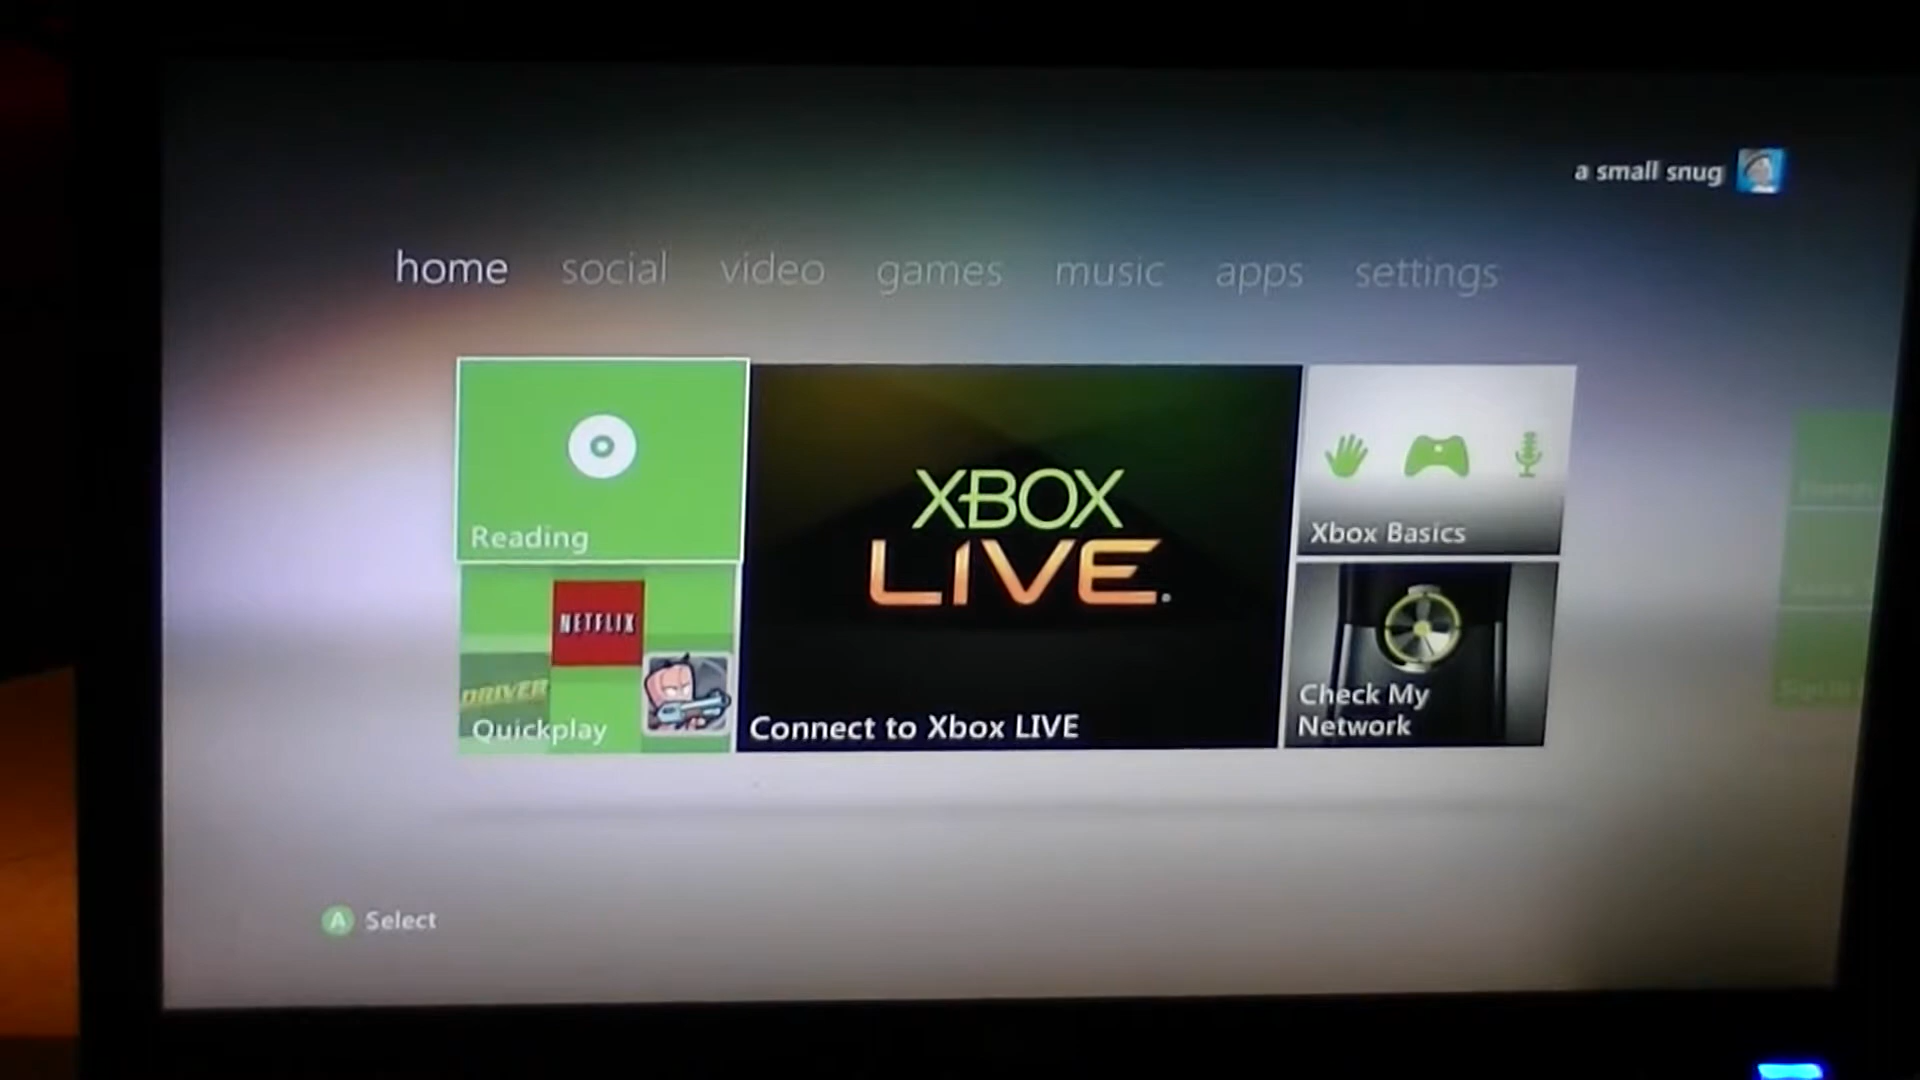 a small snug
home social video games music apps settings
Reading
XBOX
LIVE
Xbox Basics
NETFLIX
DRIVER
Quickplay
Connect to Xbox LIVE
Check My
Network
A Select